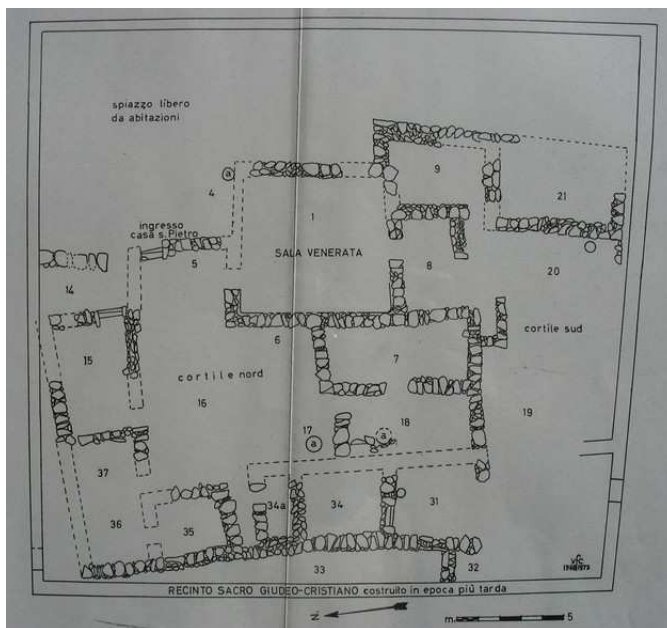 spiazzo libero
da abitazioni
a
4
9
21
1
ingresso
casa s. Pietro
5
SALA VENERATA
8
20
14
6
cortile sud
15
7
cortile nord
16
17
a
18
a
19
37
34a
34
31
36
35
33
32
RECINTO SACRO GIUDEO-CRISTIANO costruito in epoca più tarda
N
m.
5